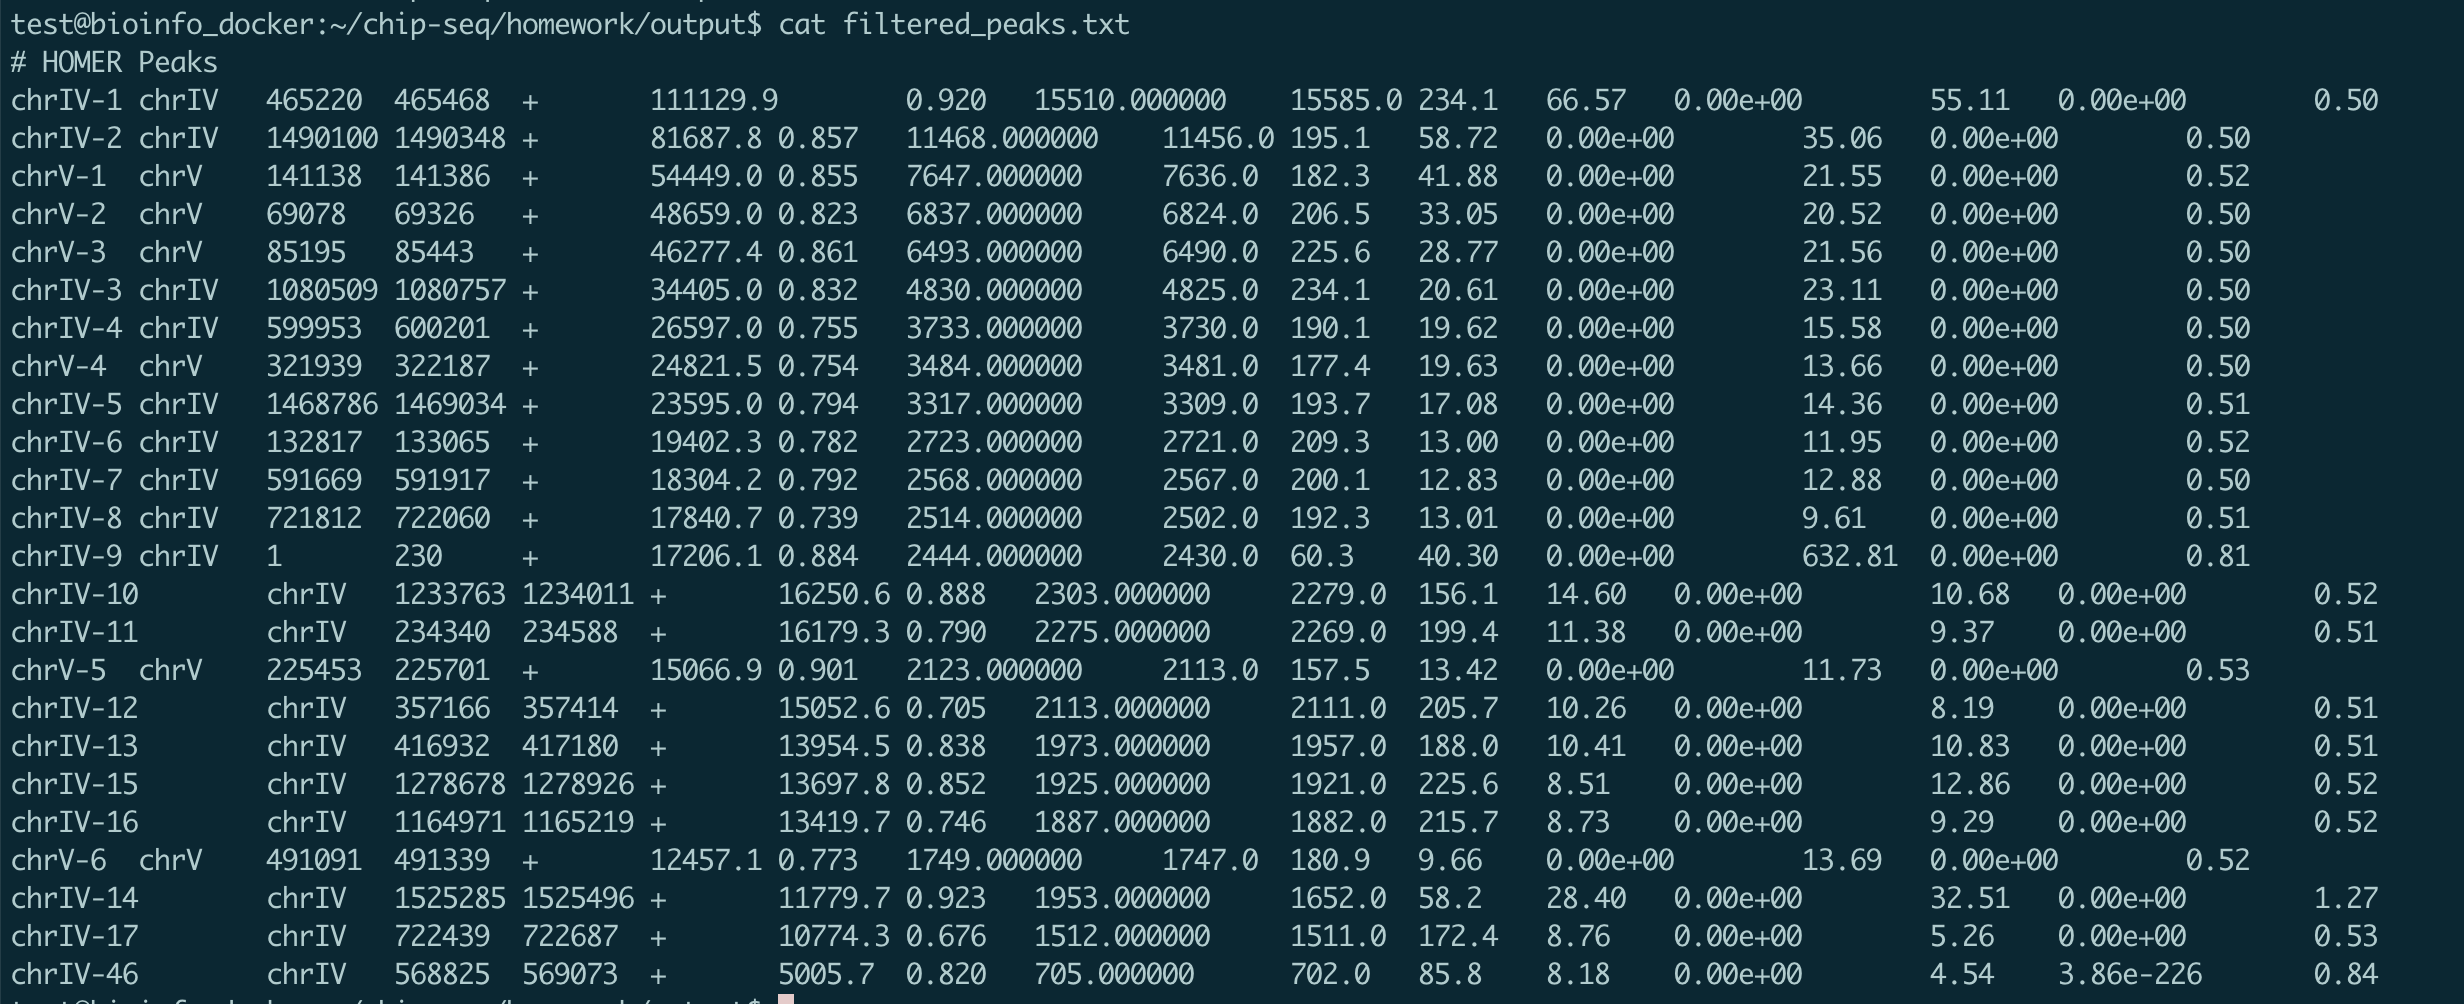 test@bioinfo_docker:~/chip-seq/homework/output$ cat filtered_peaks.txt
# HOMER Peaks
chrIV-1 chrIV 465220 465468 + 111129.9 0.920 15510.000000 15585.0 234.1 66.57 0.00e+00 55.11 0.00e+00 0.50
chrIV-2 chrIV 1490100 1490348 + 81687.8 0.857 11468.000000 11456.0 195.1 58.72 0.00e+00 35.06 0.00e+00 0.50
chrV-1 chrV 141138 141386 + 54449.0 0.855 7647.000000 7636.0 182.3 41.88 0.00e+00 21.55 0.00e+00 0.52
chrV-2 chrV 69078 69326 + 48659.0 0.823 6837.000000 6824.0 206.5 33.05 0.00e+00 20.52 0.00e+00 0.50
chrV-3 chrV 85195 85443 + 46277.4 0.861 6493.000000 6490.0 225.6 28.77 0.00e+00 21.56 0.00e+00 0.50
chrIV-3 chrIV 1080509 1080757 + 34405.0 0.832 4830.000000 4825.0 234.1 20.61 0.00e+00 23.11 0.00e+00 0.50
chrIV-4 chrIV 599953 600201 + 26597.0 0.755 3733.000000 3730.0 190.1 19.62 0.00e+00 15.58 0.00e+00 0.50
chrV-4 chrV 321939 322187 + 24821.5 0.754 3484.000000 3481.0 177.4 19.63 0.00e+00 13.66 0.00e+00 0.50
chrIV-5 chrIV 1468786 1469034 + 23595.0 0.794 3317.000000 3309.0 193.7 17.08 0.00e+00 14.36 0.00e+00 0.51
chrIV-6 chrIV 132817 133065 + 19402.3 0.782 2723.000000 2721.0 209.3 13.00 0.00e+00 11.95 0.00e+00 0.52
chrIV-7 chrIV 591669 591917 + 18304.2 0.792 2568.000000 2567.0 200.1 12.83 0.00e+00 12.88 0.00e+00 0.50
chrIV-8 chrIV 721812 722060 + 17840.7 0.739 2514.000000 2502.0 192.3 13.01 0.00e+00 9.61 0.00e+00 0.51
chrIV-9 chrIV 1 230 + 17206.1 0.884 2444.000000 2430.0 60.3 40.30 0.00e+00 632.81 0.00e+00 0.81
chrIV-10 chrIV 1233763 1234011 + 16250.6 0.888 2303.000000 2279.0 156.1 14.60 0.00e+00 10.68 0.00e+00 0.52
chrIV-11 chrIV 234340 234588 + 16179.3 0.790 2275.000000 2269.0 199.4 11.38 0.00e+00 9.37 0.00e+00 0.51
chrV-5 chrV 225453 225701 + 15066.9 0.901 2123.000000 2113.0 157.5 13.42 0.00e+00 11.73 0.00e+00 0.53
chrIV-12 chrIV 357166 357414 + 15052.6 0.705 2113.000000 2111.0 205.7 10.26 0.00e+00 8.19 0.00e+00 0.51
chrIV-13 chrIV 416932 417180 + 13954.5 0.838 1973.000000 1957.0 188.0 10.41 0.00e+00 10.83 0.00e+00 0.51
chrIV-15 chrIV 1278678 1278926 + 13697.8 0.852 1925.000000 1921.0 225.6 8.51 0.00e+00 12.86 0.00e+00 0.52
chrIV-16 chrIV 1164971 1165219 + 13419.7 0.746 1887.000000 1882.0 215.7 8.73 0.00e+00 9.29 0.00e+00 0.52
chrV-6 chrV 491091 491339 + 12457.1 0.773 1749.000000 1747.0 180.9 9.66 0.00e+00 13.69 0.00e+00 0.52
chrIV-14 chrIV 1525285 1525496 + 11779.7 0.923 1953.000000 1652.0 58.2 28.40 0.00e+00 32.51 0.00e+00 1.27
chrIV-17 chrIV 722439 722687 + 10774.3 0.676 1512.000000 1511.0 172.4 8.76 0.00e+00 5.26 0.00e+00 0.53
chrIV-46 chrIV 568825 569073 + 5005.7 0.820 705.000000 702.0 85.8 8.18 0.00e+00 4.54 3.86e-226 0.84